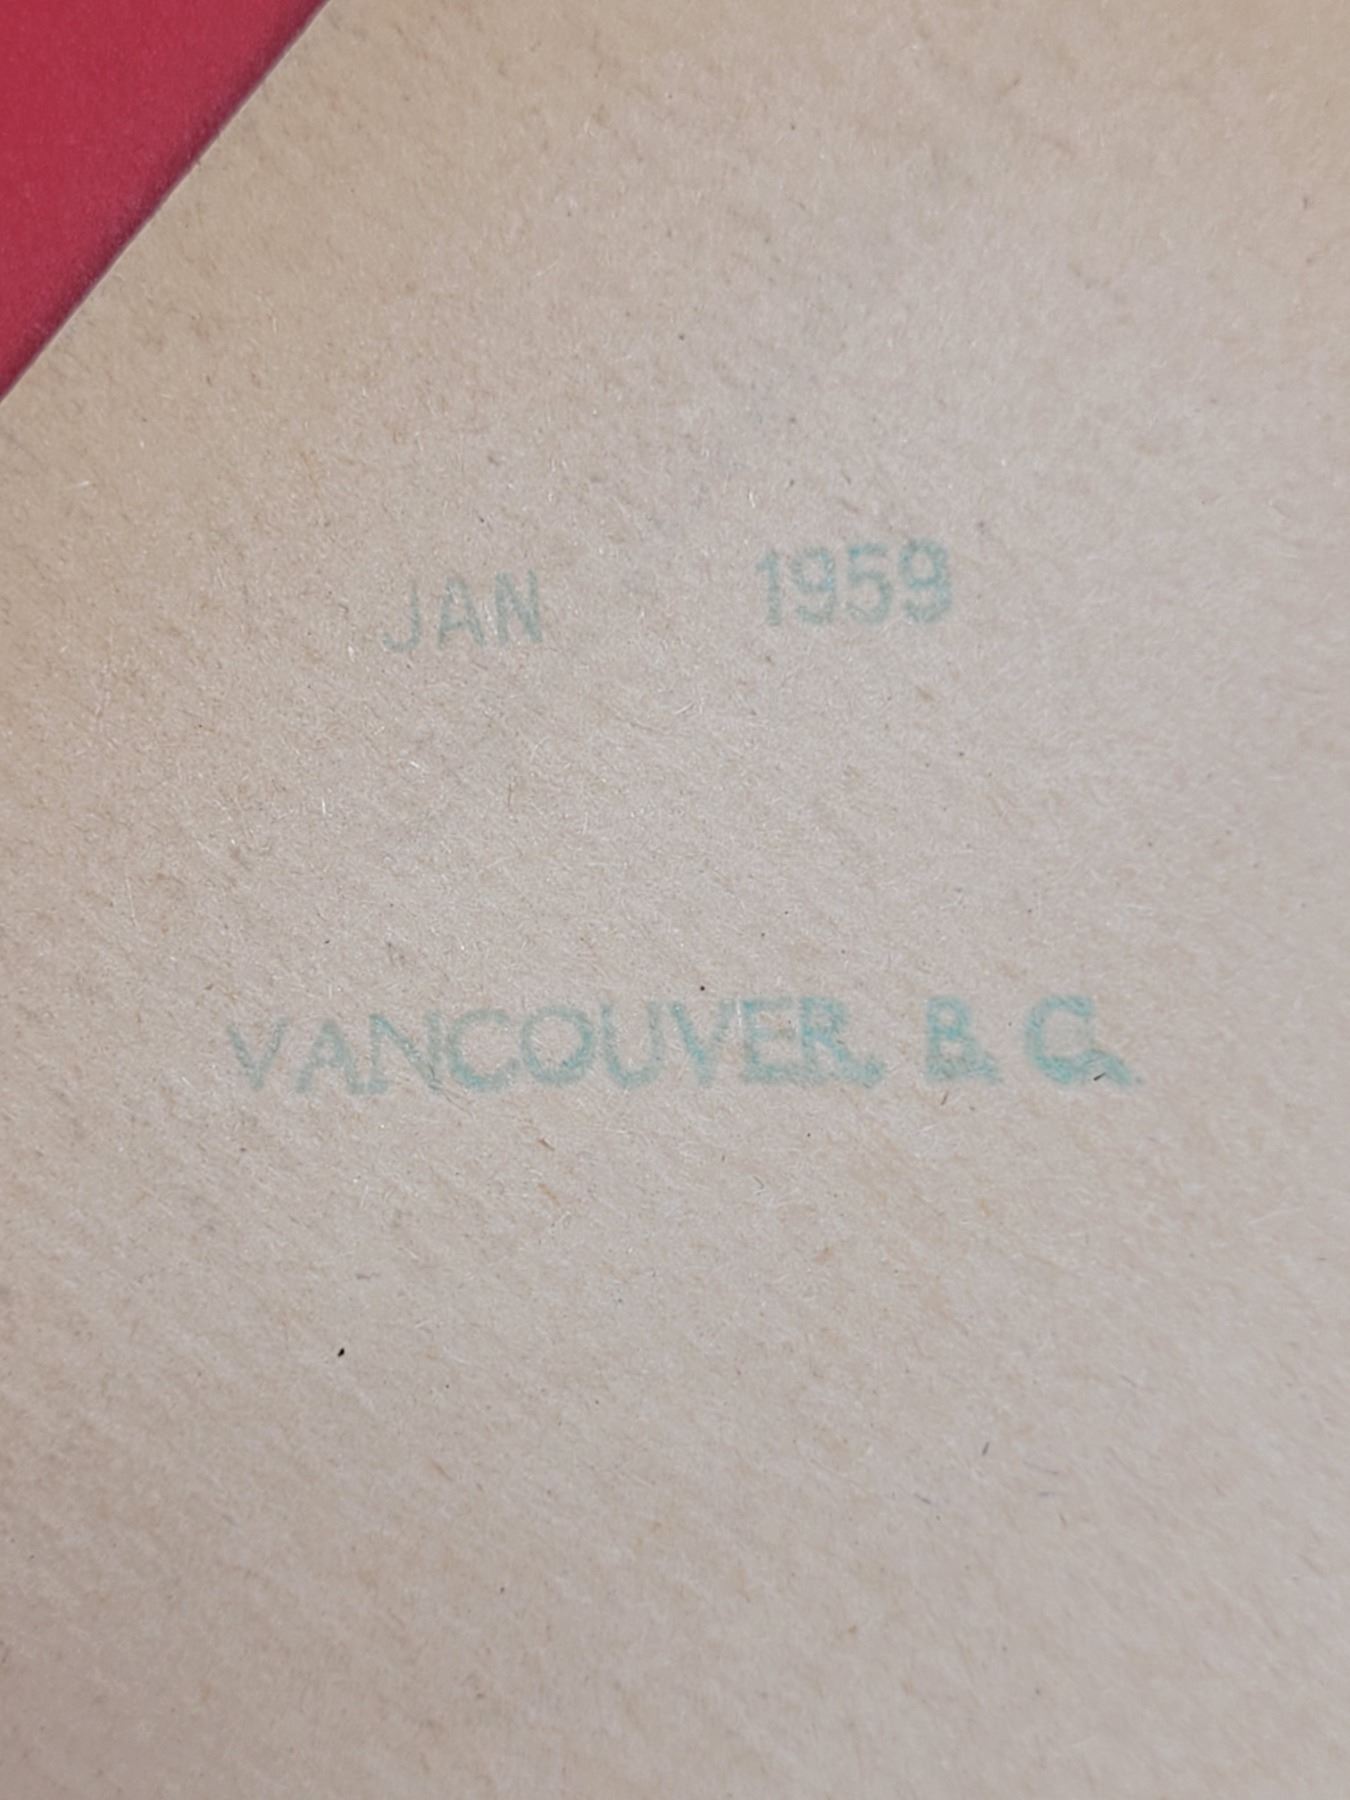 JAN 1959
VANCOUVER, B. C.